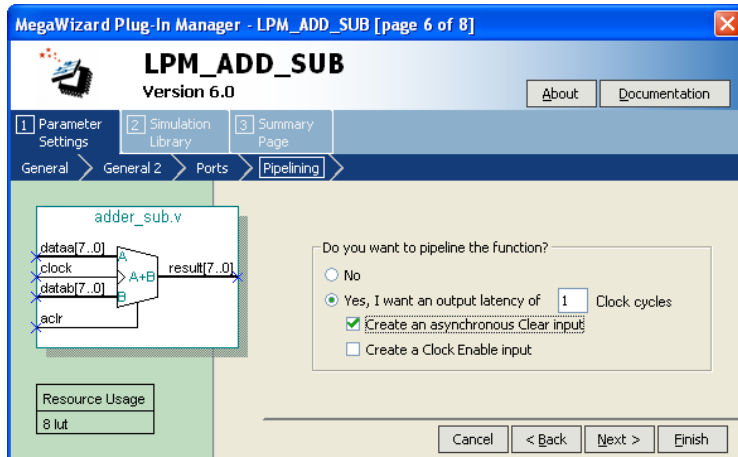 MegaWizard Plug-In Manager - LPM_ADD_SUB [page 6 of 8]
LPM_ADD_SUB
Version 6.0
About
Documentation
1 Parameter Settings
2 Simulation Library
3 Summary Page
General
General 2
Ports
Pipelining
adder_sub.v
dataa[7..0]
clock
datab[7..0]
aclr
A
B
A+B
result[7..0]
Do you want to pipeline the function?
No
Yes, I want an output latency of 1 Clock cycles
Create an asynchronous Clear input
Create a Clock Enable input
Resource Usage
8 lut
Cancel
< Back
Next >
Finish